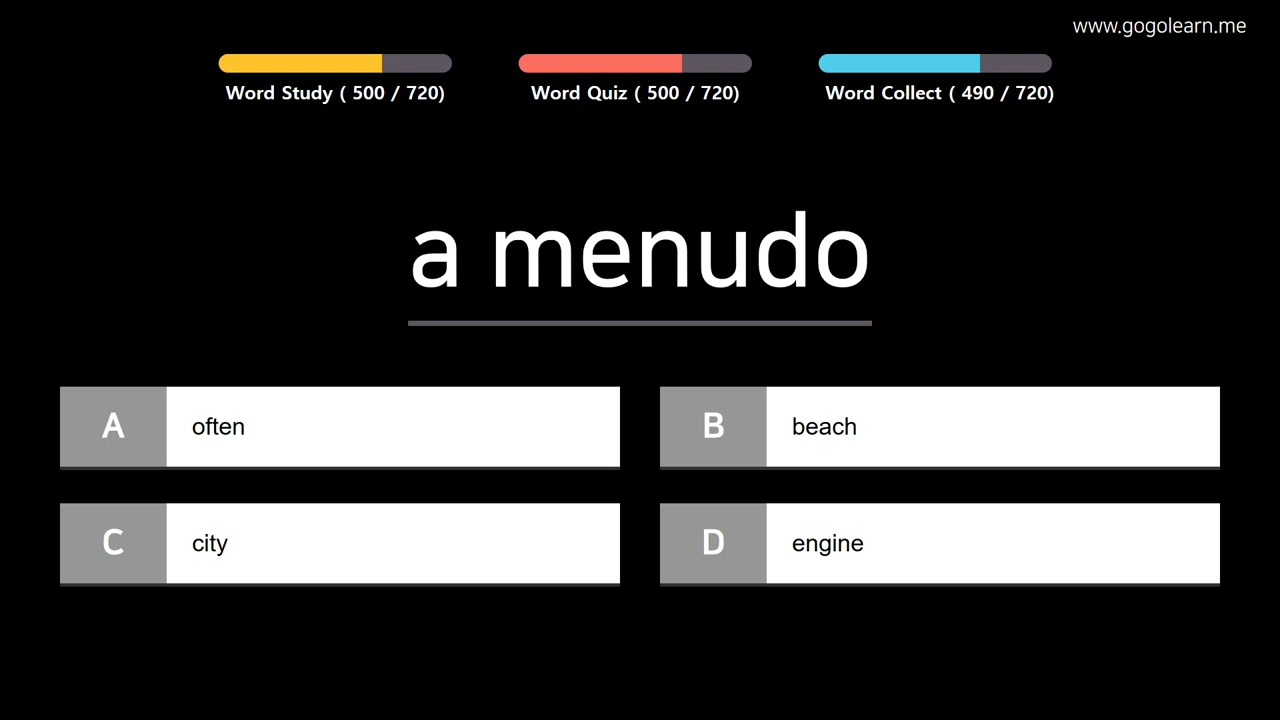 www.gogolearn.me
Word Study ( 500 / 720)
Word Quiz ( 500 / 720)
Word Collect ( 490 / 720)
a menudo
A often
B beach
C city
D engine